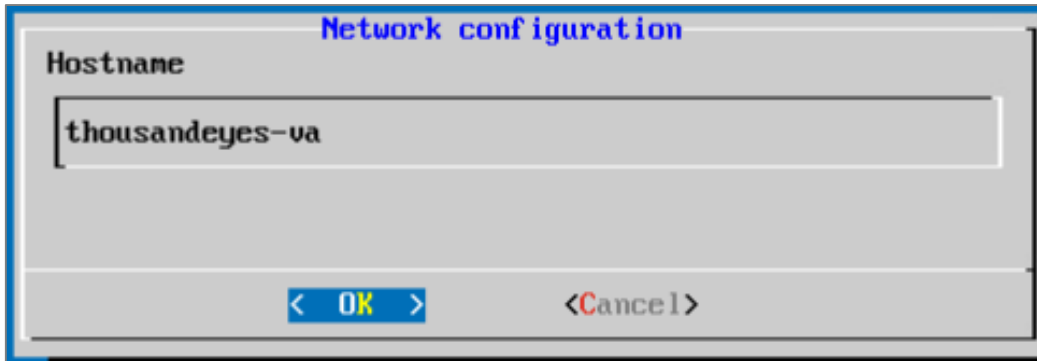 Network configuration
Hostname
thousandeyes-va
< OK > <Cancel>